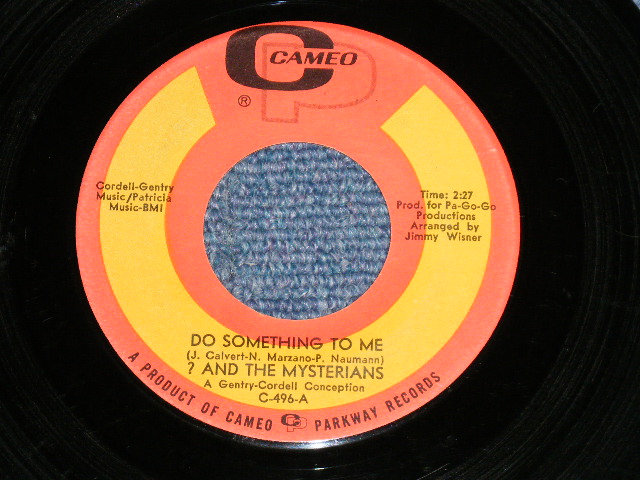 C CAMEO
P
®
Cordell-Gentry
Music/Patricia
Music-BMI
Time: 2:27
Prod. for Pa-Go-Go
Productions
Arranged by
Jimmy Wisner
DO SOMETHING TO ME
(J. Calvert-N. Marzano-P. Naumann)
? AND THE MYSTERIANS
A Gentry-Cordell Conception
C-496-A
A PRODUCT OF CAMEO CP PARKWAY RECORDS